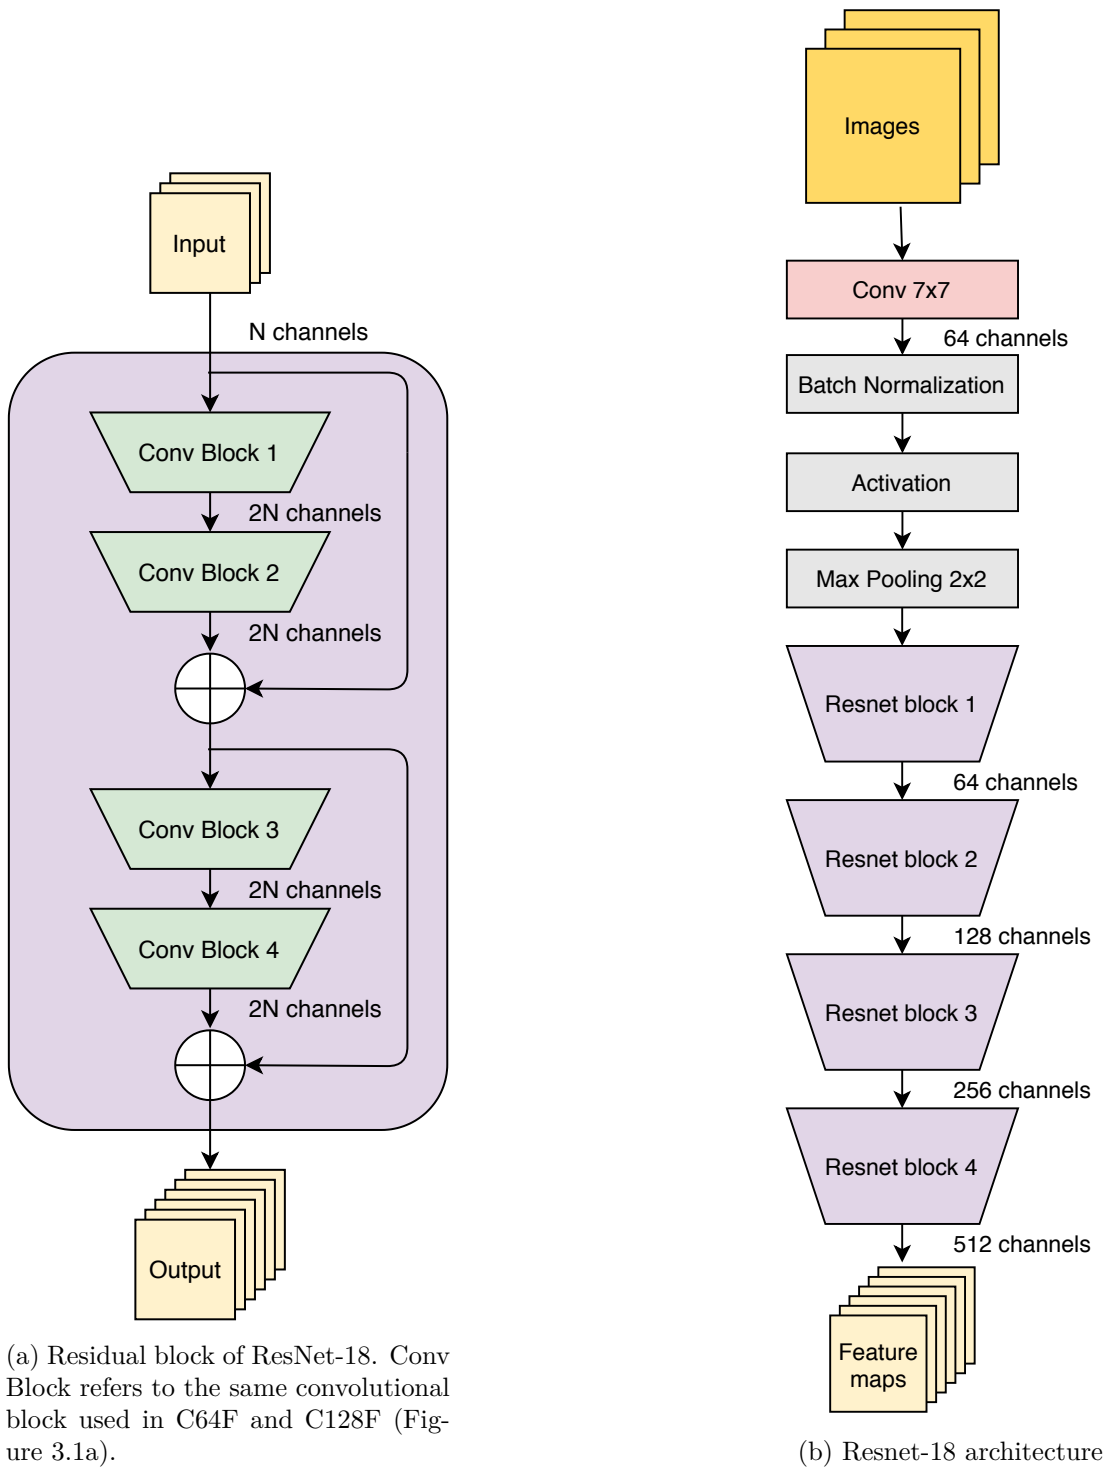 Input
N channels
Conv Block 1
2N channels
Conv Block 2
2N channels
Conv Block 3
2N channels
Conv Block 4
2N channels
Output
(a) Residual block of ResNet-18. Conv
Block refers to the same convolutional
block used in C64F and C128F (Fig-
ure 3.1a).
Images
Conv 7x7
64 channels
Batch Normalization
Activation
Max Pooling 2x2
Resnet block 1
64 channels
Resnet block 2
128 channels
Resnet block 3
256 channels
Resnet block 4
512 channels
Feature
maps
(b) Resnet-18 architecture